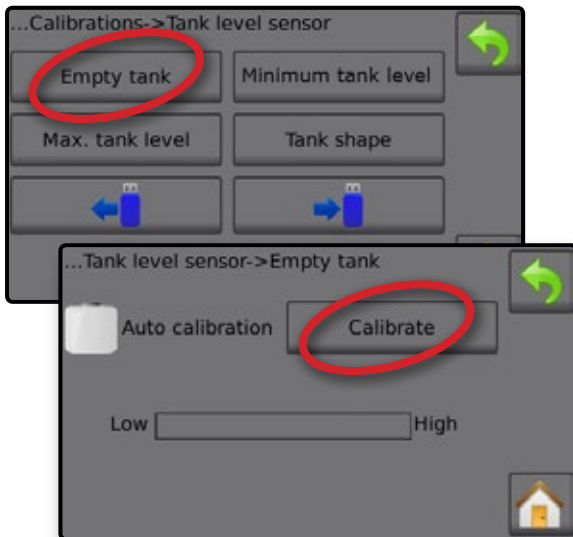 ...Calibrations->Tank level sensor
Empty tank Minimum tank level
Max. tank level Tank shape
...Tank level sensor->Empty tank
Auto calibration Calibrate
Low High